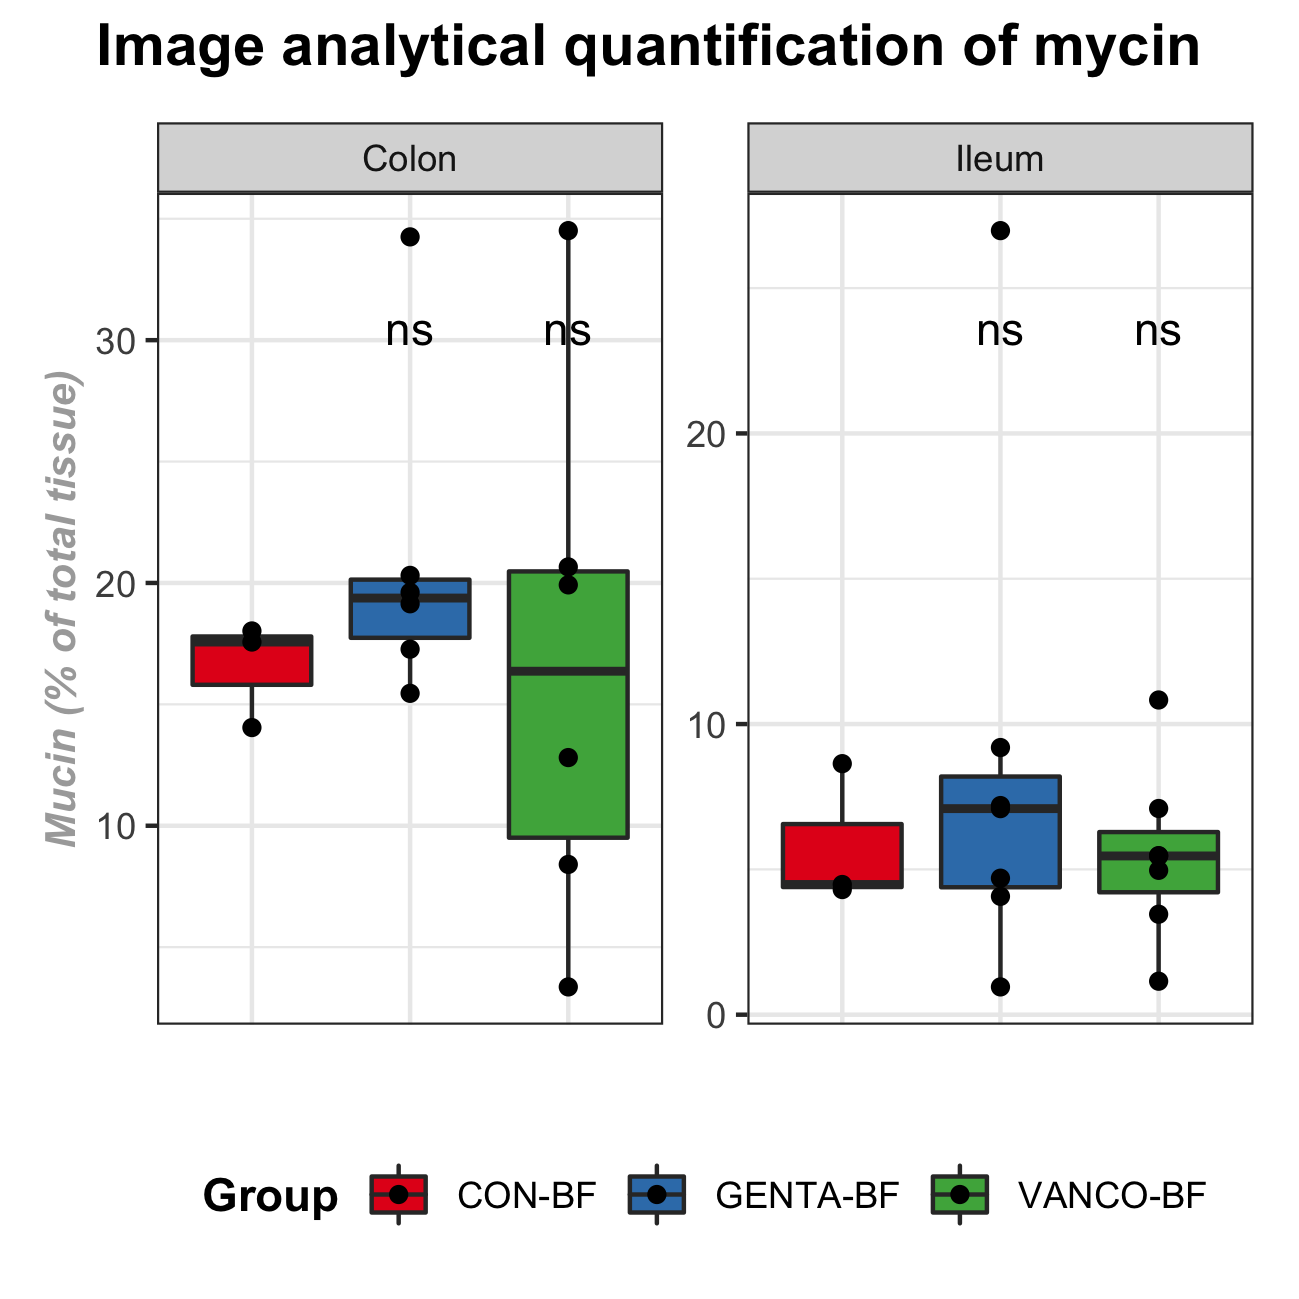 Image analytical quantification of mycin
Colon
Ileum
Mucin (% of total tissue)
30
20
10
ns
ns
20
10
0
ns
ns
Group CON-BF GENTA-BF VANCO-BF